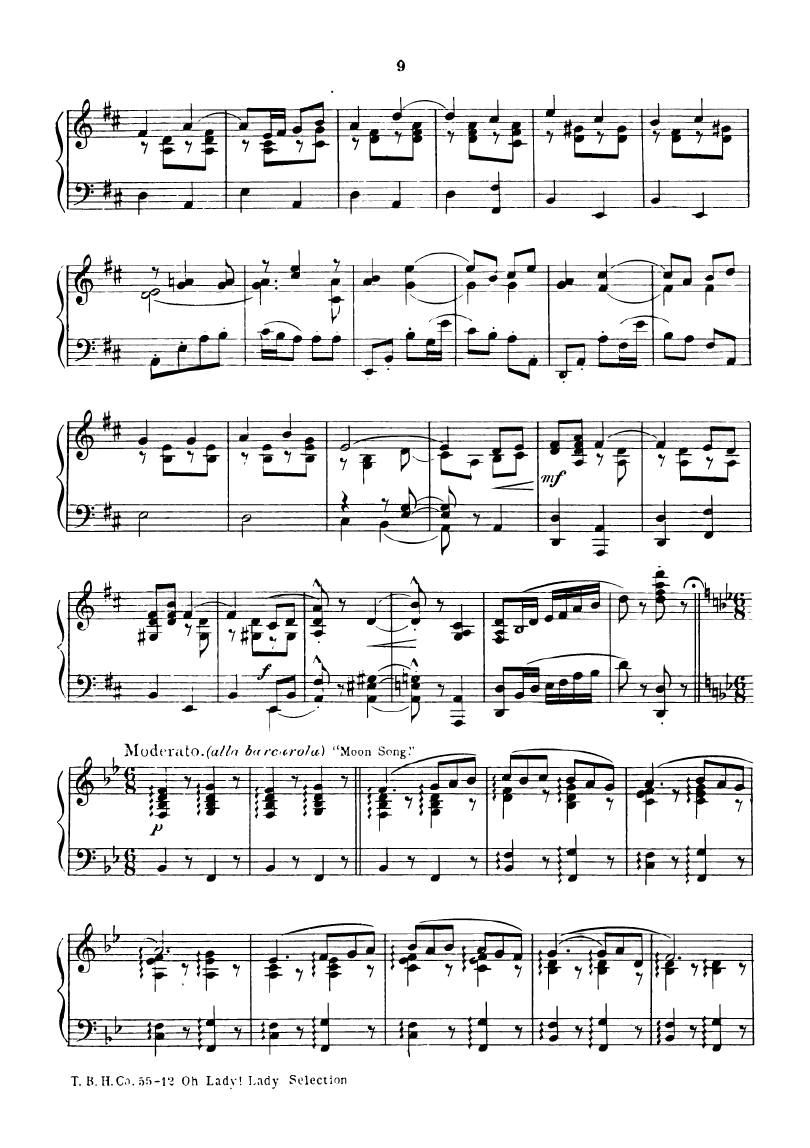 9
mf
f
Moderato. (alla barcarola) "Moon Song."
p
T. B. H. Co. 55-12 Oh Lady! Lady Selection